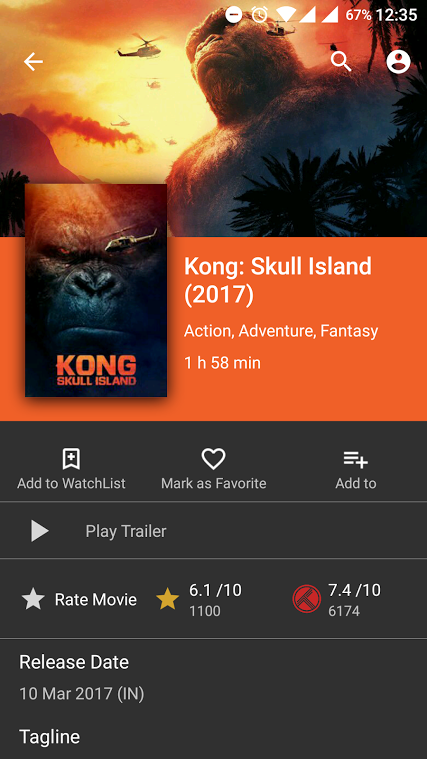 67% 12:35
Kong: Skull Island
(2017)
Action, Adventure, Fantasy
1 h 58 min
KONG
SKULL ISLAND
Add to WatchList Mark as Favorite Add to
Play Trailer
Rate Movie 6.1 /10 7.4 /10
1100 6174
Release Date
10 Mar 2017 (IN)
Tagline